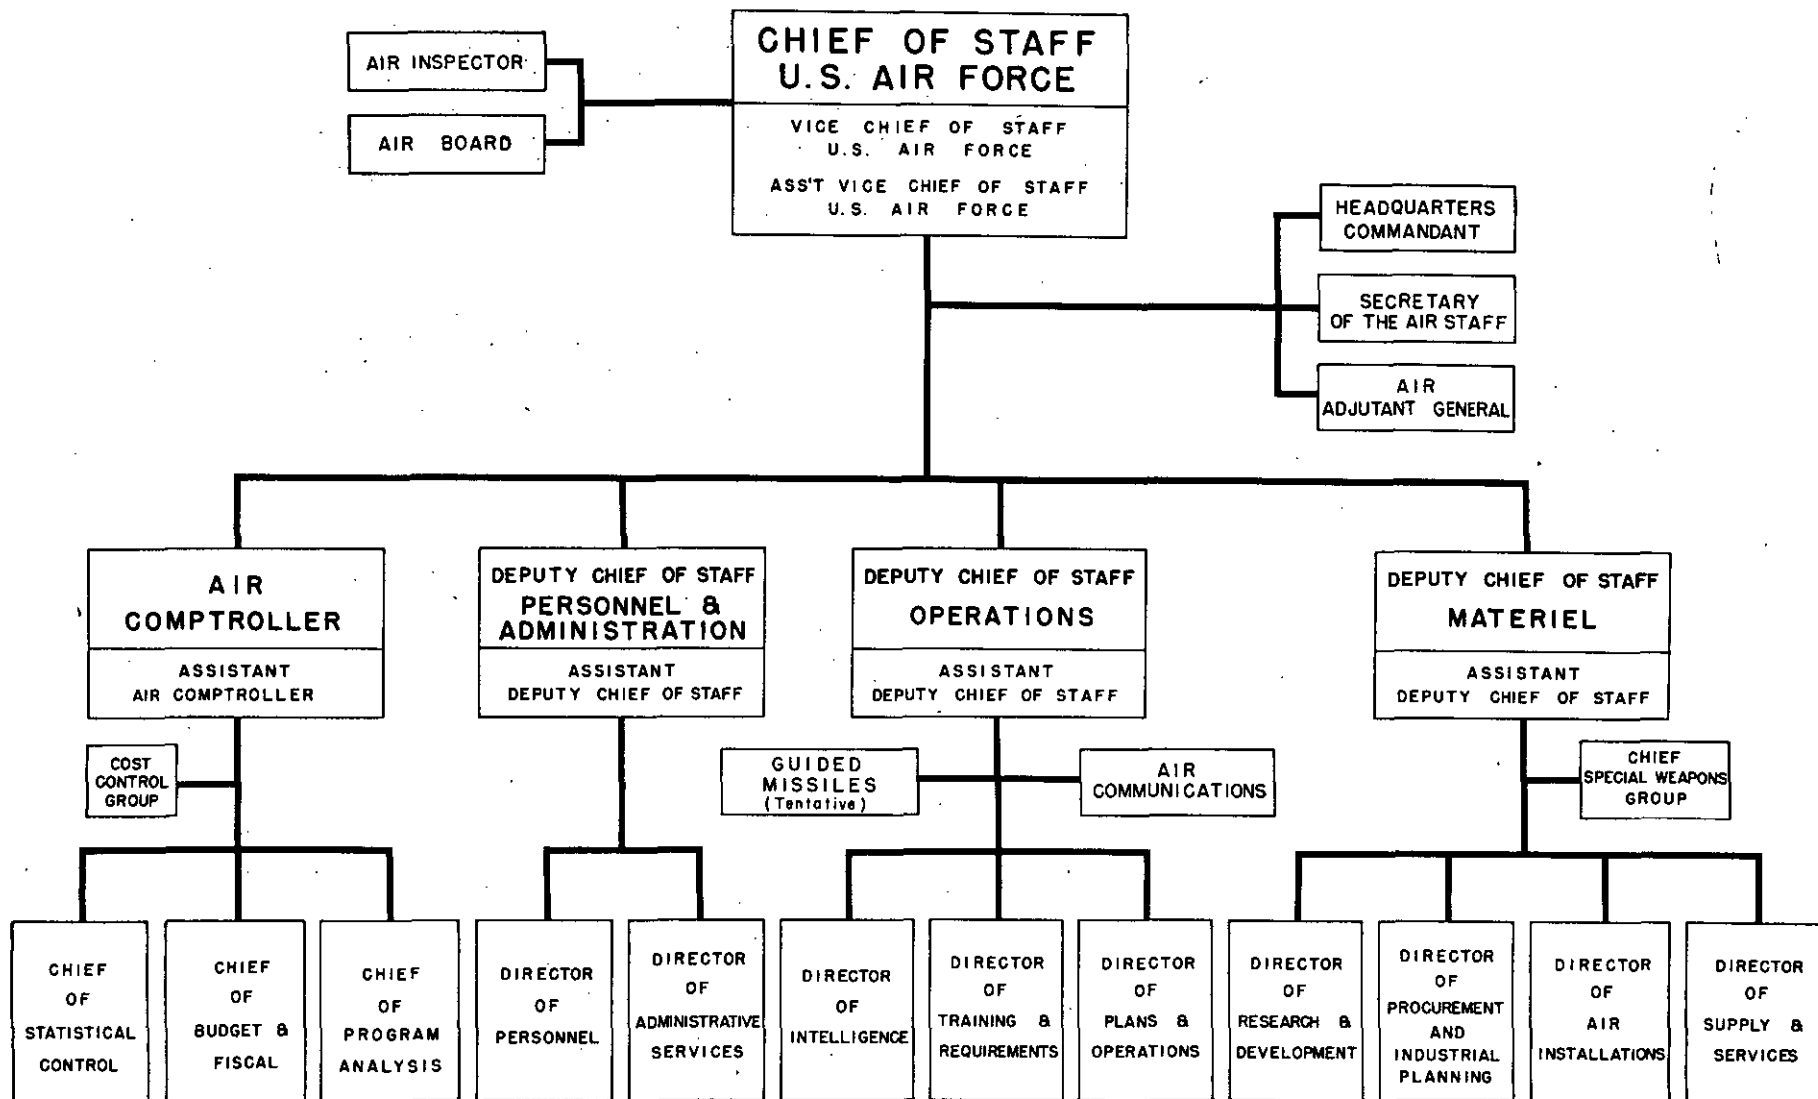 CHIEF OF STAFF
U.S. AIR FORCE
VICE CHIEF OF STAFF
U.S. AIR FORCE
ASS'T VICE CHIEF OF STAFF
U.S. AIR FORCE
AIR INSPECTOR
AIR BOARD
HEADQUARTERS
COMMANDANT
SECRETARY
OF THE AIR STAFF
AIR
ADJUTANT GENERAL
AIR
COMPTROLLER
ASSISTANT
AIR COMPTROLLER
DEPUTY CHIEF OF STAFF
PERSONNEL &
ADMINISTRATION
ASSISTANT
DEPUTY CHIEF OF STAFF
DEPUTY CHIEF OF STAFF
OPERATIONS
ASSISTANT
DEPUTY CHIEF OF STAFF
DEPUTY CHIEF OF STAFF
MATERIEL
ASSISTANT
DEPUTY CHIEF OF STAFF
COST
CONTROL
GROUP
GUIDED
MISSILES
(Tentative)
AIR
COMMUNICATIONS
CHIEF
SPECIAL WEAPONS
GROUP
CHIEF
OF
STATISTICAL
CONTROL
CHIEF
OF
BUDGET &
FISCAL
CHIEF
OF
PROGRAM
ANALYSIS
DIRECTOR
OF
PERSONNEL
DIRECTOR
OF
ADMINISTRATIVE
SERVICES
DIRECTOR
OF
INTELLIGENCE
DIRECTOR
OF
TRAINING &
REQUIREMENTS
DIRECTOR
OF
PLANS &
OPERATIONS
DIRECTOR
OF
RESEARCH &
DEVELOPMENT
DIRECTOR
OF
PROCUREMENT
AND
INDUSTRIAL
PLANNING
DIRECTOR
OF
AIR
INSTALLATIONS
DIRECTOR
OF
SUPPLY &
SERVICES